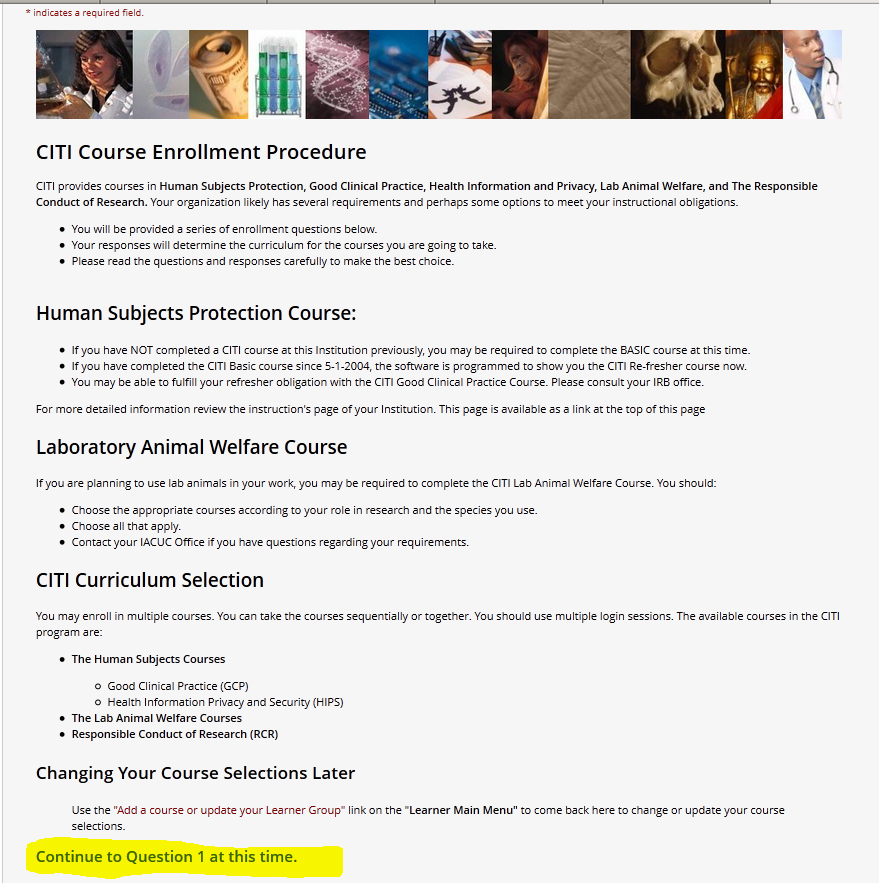 * indicates a required field.
CITI Course Enrollment Procedure
CITI provides courses in Human Subjects Protection, Good Clinical Practice, Health Information and Privacy, Lab Animal Welfare, and The Responsible
Conduct of Research. Your organization likely has several requirements and perhaps some options to meet your instructional obligations.
• You will be provided a series of enrollment questions below.
• Your responses will determine the curriculum for the courses you are going to take.
• Please read the questions and responses carefully to make the best choice.
Human Subjects Protection Course:
• If you have NOT completed a CITI course at this Institution previously, you may be required to complete the BASIC course at this time.
• If you have completed the CITI Basic course since 5-1-2004, the software is programmed to show you the CITI Re-fresher course now.
• You may be able to fulfill your refresher obligation with the CITI Good Clinical Practice Course. Please consult your IRB office.
For more detailed information review the instruction's page of your Institution. This page is available as a link at the top of this page
Laboratory Animal Welfare Course
If you are planning to use lab animals in your work, you may be required to complete the CITI Lab Animal Welfare Course. You should:
• Choose the appropriate courses according to your role in research and the species you use.
• Choose all that apply.
• Contact your IACUC Office if you have questions regarding your requirements.
CITI Curriculum Selection
You may enroll in multiple courses. You can take the courses sequentially or together. You should use multiple login sessions. The available courses in the CITI
program are:
• The Human Subjects Courses
○ Good Clinical Practice (GCP)
○ Health Information Privacy and Security (HIPS)
• The Lab Animal Welfare Courses
• Responsible Conduct of Research (RCR)
Changing Your Course Selections Later
Use the "Add a course or update your Learner Group" link on the "Learner Main Menu" to come back here to change or update your course
selections.
Continue to Question 1 at this time.